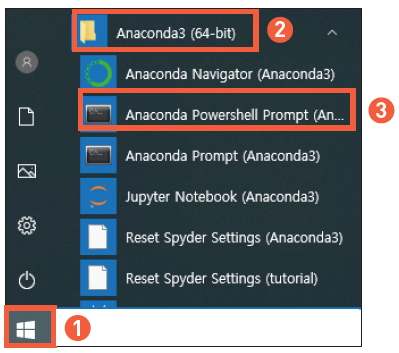 Anaconda3 (64-bit)
2
Anaconda Navigator (Anaconda3)
Anaconda Powershell Prompt (An...
3
Anaconda Prompt (Anaconda3)
Jupyter Notebook (Anaconda3)
Reset Spyder Settings (Anaconda3)
Reset Spyder Settings (tutorial)
1